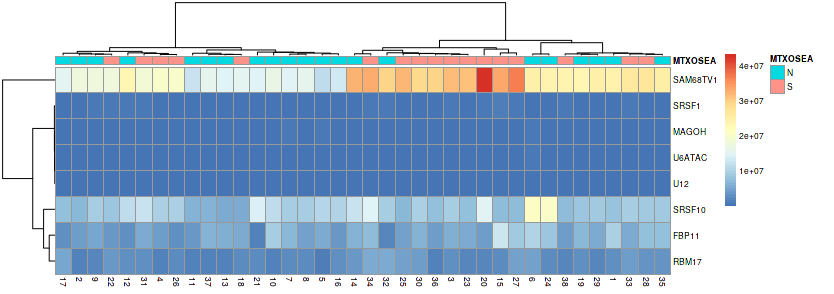 MTXOSEA
SAM68TV1
SRSF1
MAGOH
U6ATAC
U12
SRSF10
FBP11
RBM17
17 2 9 22 12 31 4 26 11 37 13 18 21 10 7 8 5 16 14 34 32 25 30 36 3 23 20 15 27 6 24 38 19 29 1 33 28 35
4e+07
3e+07
2e+07
1e+07
MTXOSEA
N
S